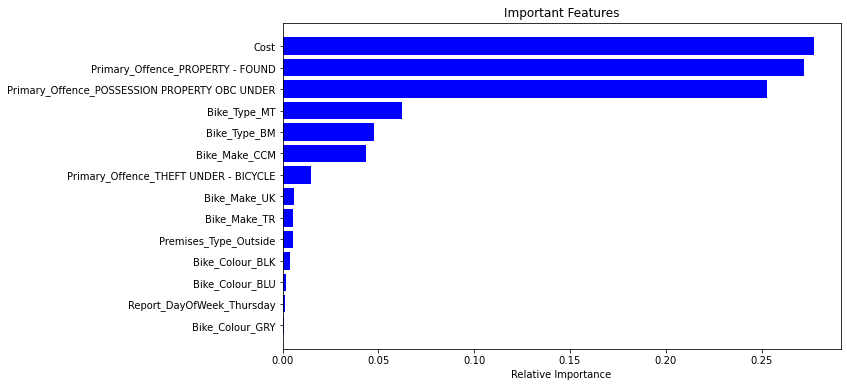 Important Features
Cost
Primary_Offence_PROPERTY - FOUND
Primary_Offence_POSSESSION PROPERTY OBC UNDER
Bike_Type_MT
Bike_Type_BM
Bike_Make_CCM
Primary_Offence_THEFT UNDER - BICYCLE
Bike_Make_UK
Bike_Make_TR
Premises_Type_Outside
Bike_Colour_BLK
Bike_Colour_BLU
Report_DayOfWeek_Thursday
Bike_Colour_GRY
0.00 0.05 0.10 0.15 0.20 0.25
Relative Importance